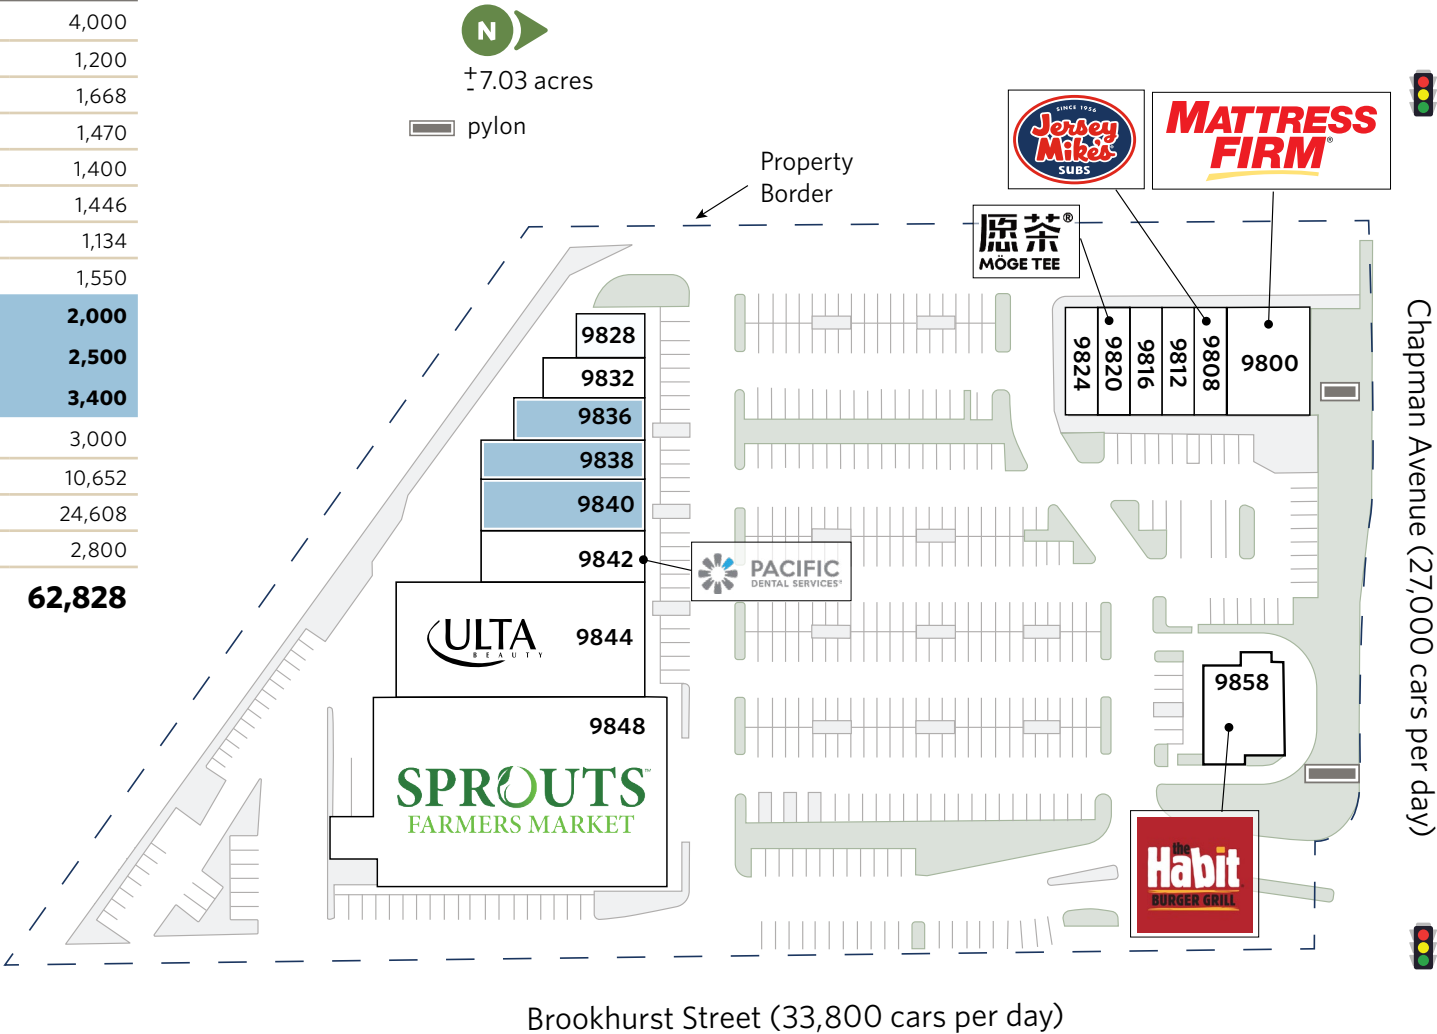 4,000
1,200
1,668
1,470
1,400
1,446
1,134
1,550
2,000
2,500
3,400
3,000
10,652
24,608
2,800
62,828
N
+
- 7.03 acres
pylon
Property
Border
SINCE 1956
Jersey
Mike's
SUBS
MATTRESS
FIRM®
愿茶®
MÖGE TEE
9824
9820
9816
9812
9808
9800
9828
9832
9836
9838
9840
9842
PACIFIC
DENTAL SERVICES®
ULTA
BEAUTY
9844
9848
SPROUTS™
FARMERS MARKET
9858
the
Habit
BURGER GRILL
Chapman Avenue (27,000 cars per day)
Brookhurst Street (33,800 cars per day)